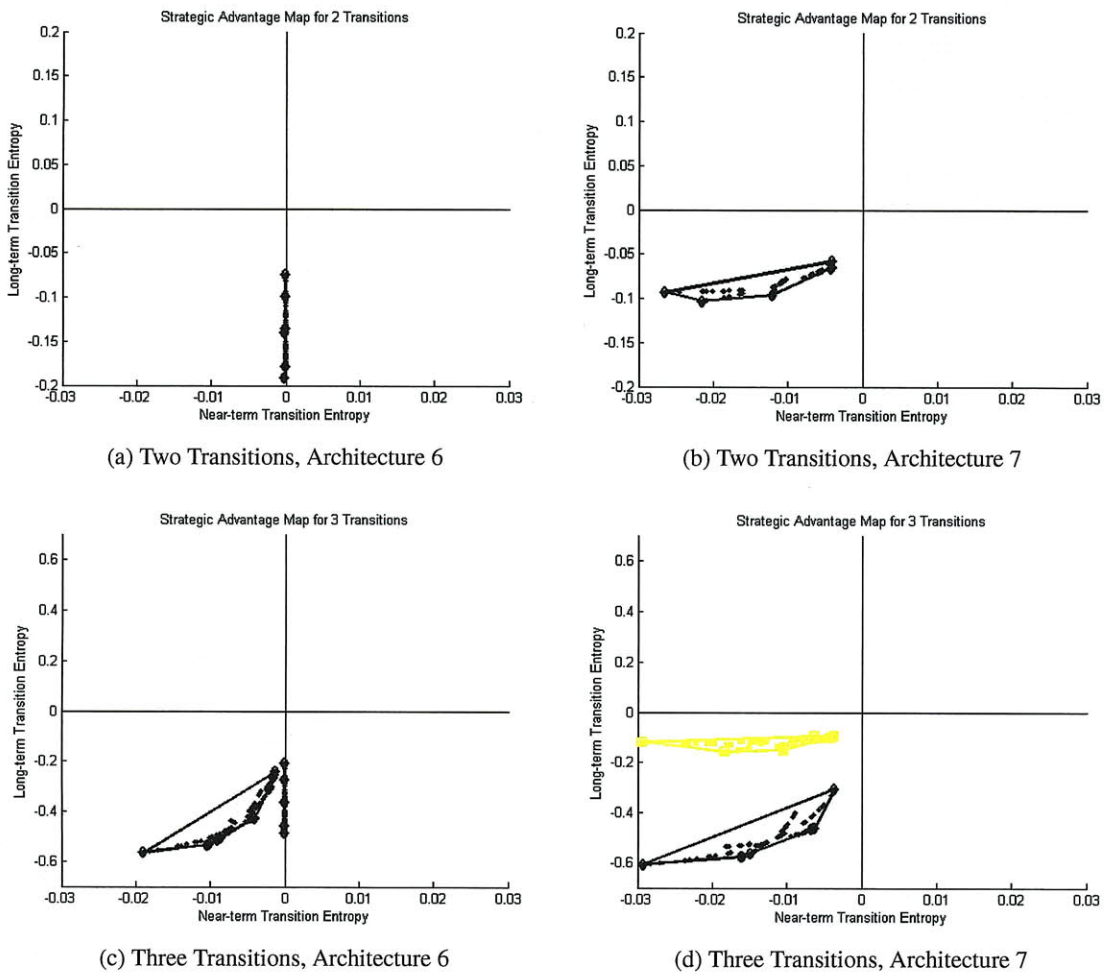 Strategic Advantage Map for 2 Transitions
0.2
0.15
0.1
0.05
0
-0.05
-0.1
-0.15
-0.2
Long-term Transition Entropy
-0.03 -0.02 -0.01 0 0.01 0.02 0.03
Near-term Transition Entropy
(a) Two Transitions, Architecture 6
Strategic Advantage Map for 2 Transitions
0.2
0.15
0.1
0.05
0
-0.05
-0.1
-0.15
-0.2
Long-term Transition Entropy
-0.03 -0.02 -0.01 0 0.01 0.02 0.03
Near-term Transition Entropy
(b) Two Transitions, Architecture 7
Strategic Advantage Map for 3 Transitions
0.6
0.4
0.2
0
-0.2
-0.4
-0.6
Long-term Transition Entropy
-0.03 -0.02 -0.01 0 0.01 0.02 0.03
Near-term Transition Entropy
(c) Three Transitions, Architecture 6
Strategic Advantage Map for 3 Transitions
0.6
0.4
0.2
0
-0.2
-0.4
-0.6
Long-term Transition Entropy
-0.03 -0.02 -0.01 0 0.01 0.02 0.03
Near-term Transition Entropy
(d) Three Transitions, Architecture 7